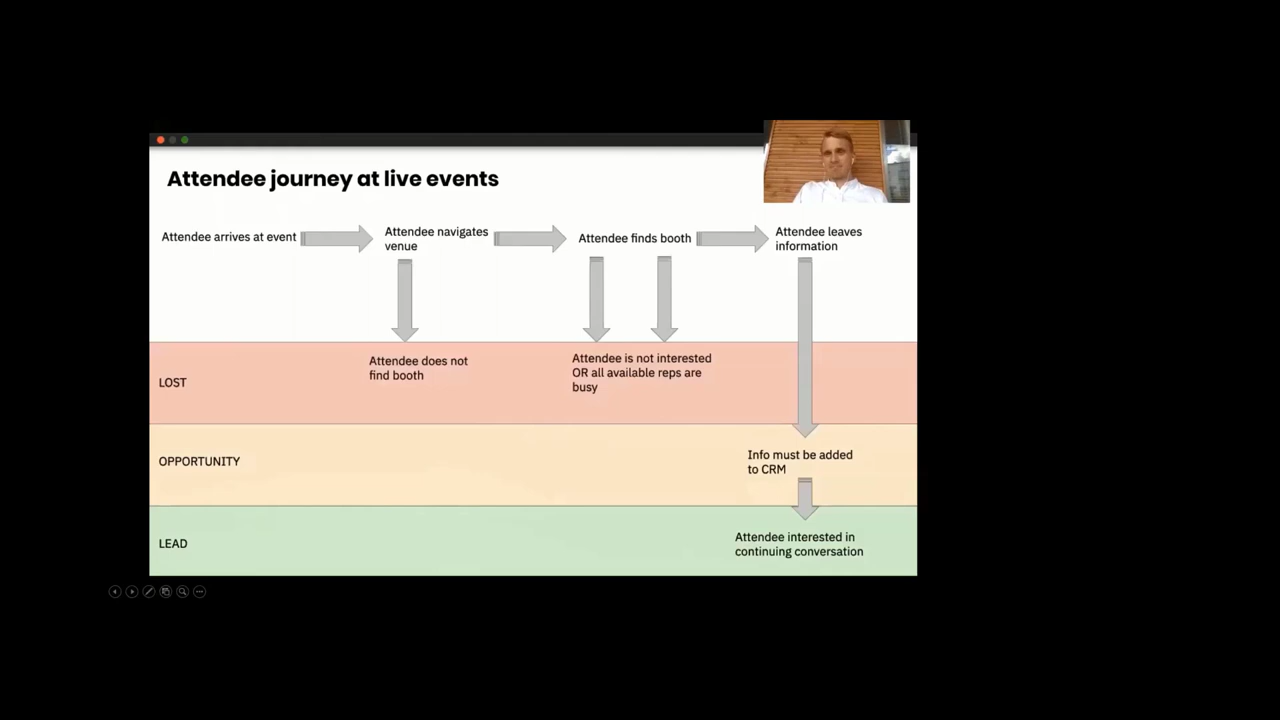 Attendee journey at live events
Attendee arrives at event
Attendee navigates
venue
Attendee finds booth
Attendee leaves
information
LOST
Attendee does not
find booth
Attendee is not interested
OR all available reps are
busy
OPPORTUNITY
Info must be added
to CRM
LEAD
Attendee interested in
continuing conversation